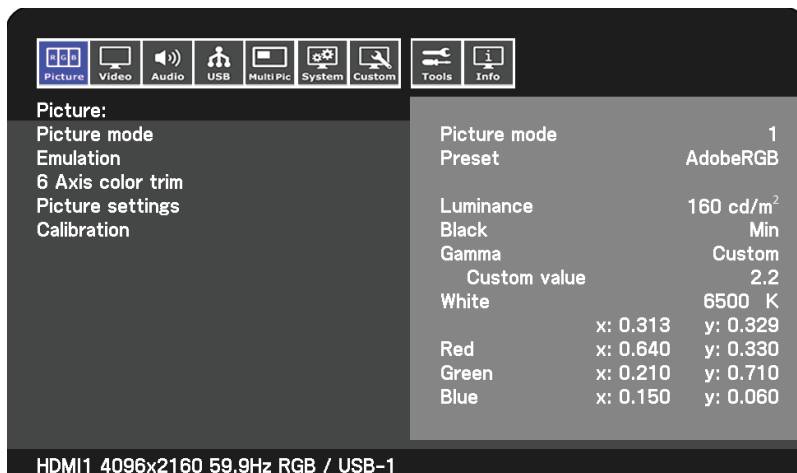 R G B
Picture Video Audio USB Multi Pic System Custom Tools i Info
Picture:
Picture mode
Emulation
6 Axis color trim
Picture settings
Calibration
Picture mode 1
Preset AdobeRGB
Luminance 160 cd/m²
Black Min
Gamma Custom
Custom value 2.2
White 6500 K
x: 0.313 y: 0.329
Red x: 0.640 y: 0.330
Green x: 0.210 y: 0.710
Blue x: 0.150 y: 0.060
HDMI1 4096x2160 59.9Hz RGB / USB-1